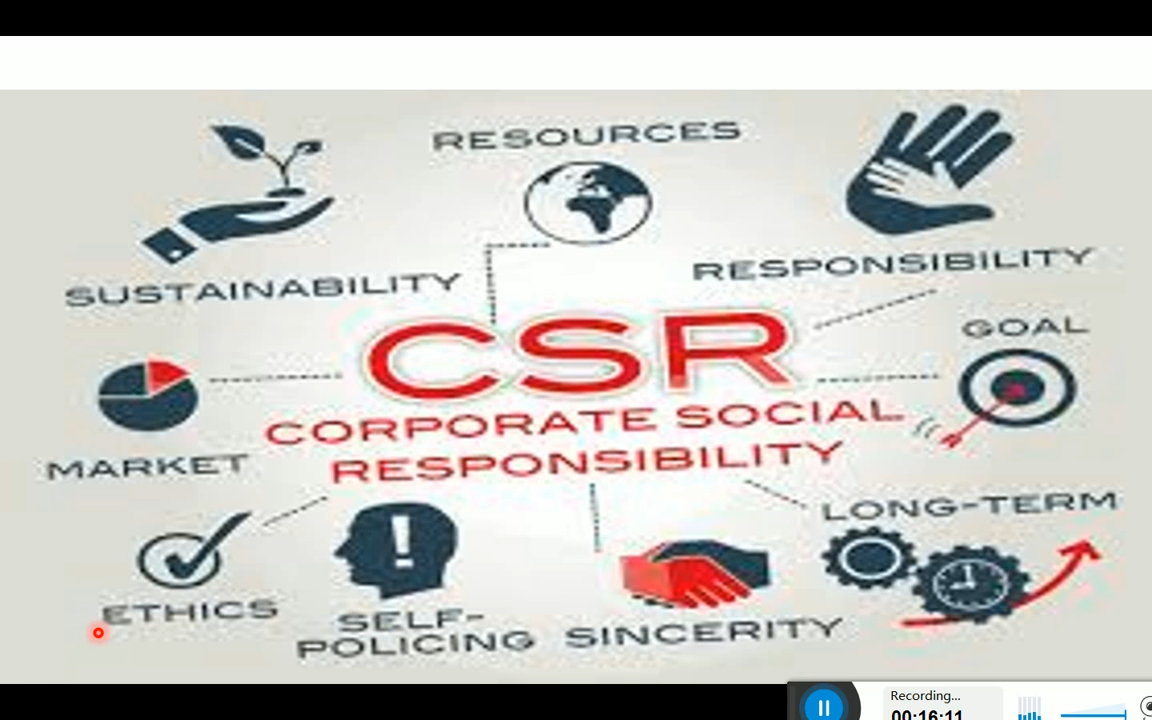 RESOURCES
SUSTAINABILITY
RESPONSIBILITY
GOAL
CSR
CORPORATE SOCIAL
RESPONSIBILITY
MARKET
LONG-TERM
ETHICS
SELF-
POLICING
SINCERITY
Recording...
00:16:11